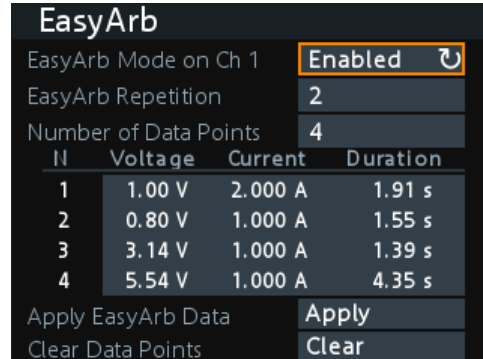 EasyArb
EasyArb Mode on Ch 1 Enabled ↻
EasyArb Repetition 2
Number of Data Points 4
N Voltage Current Duration
1 1.00 V 2.000 A 1.91 s
2 0.80 V 1.000 A 1.55 s
3 3.14 V 1.000 A 1.39 s
4 5.54 V 1.000 A 4.35 s
Apply EasyArb Data Apply
Clear Data Points Clear